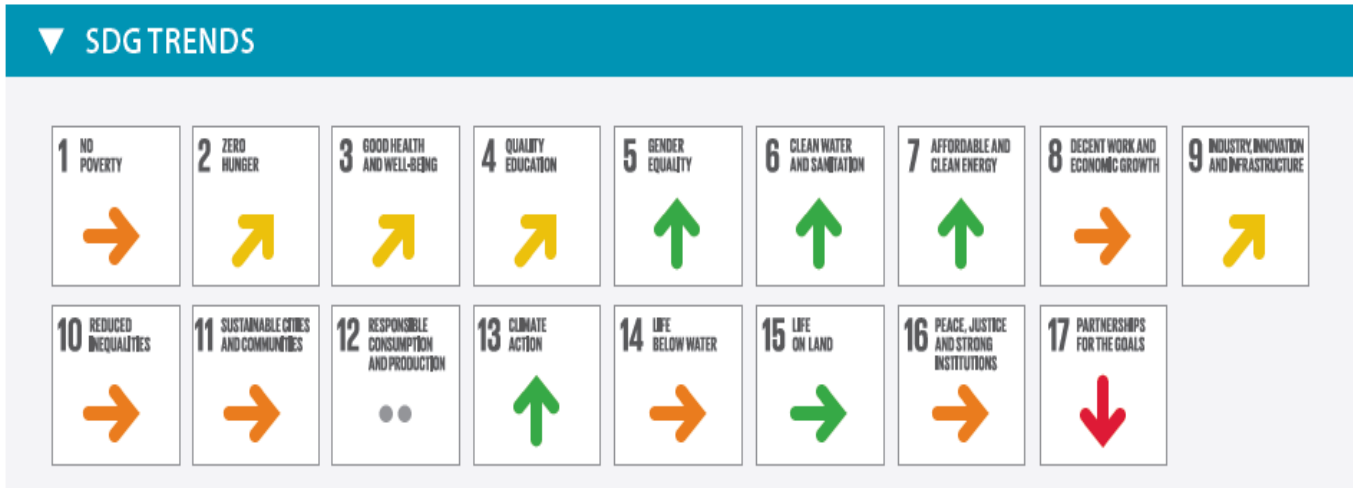 ▼ SDG TRENDS
1 NO
POVERTY
2 ZERO
HUNGER
3 GOOD HEALTH
AND WELL-BEING
4 QUALITY
EDUCATION
5 GENDER
EQUALITY
6 CLEAN WATER
AND SANITATION
7 AFFORDABLE AND
CLEAN ENERGY
8 DECENT WORK AND
ECONOMIC GROWTH
9 INDUSTRY, INNOVATION
AND INFRASTRUCTURE
10 REDUCED
INEQUALITIES
11 SUSTAINABLE CITIES
AND COMMUNITIES
12 RESPONSIBLE
CONSUMPTION
AND PRODUCTION
13 CLIMATE
ACTION
14 LIFE
BELOW WATER
15 LIFE
ON LAND
16 PEACE, JUSTICE
AND STRONG
INSTITUTIONS
17 PARTNERSHIPS
FOR THE GOALS